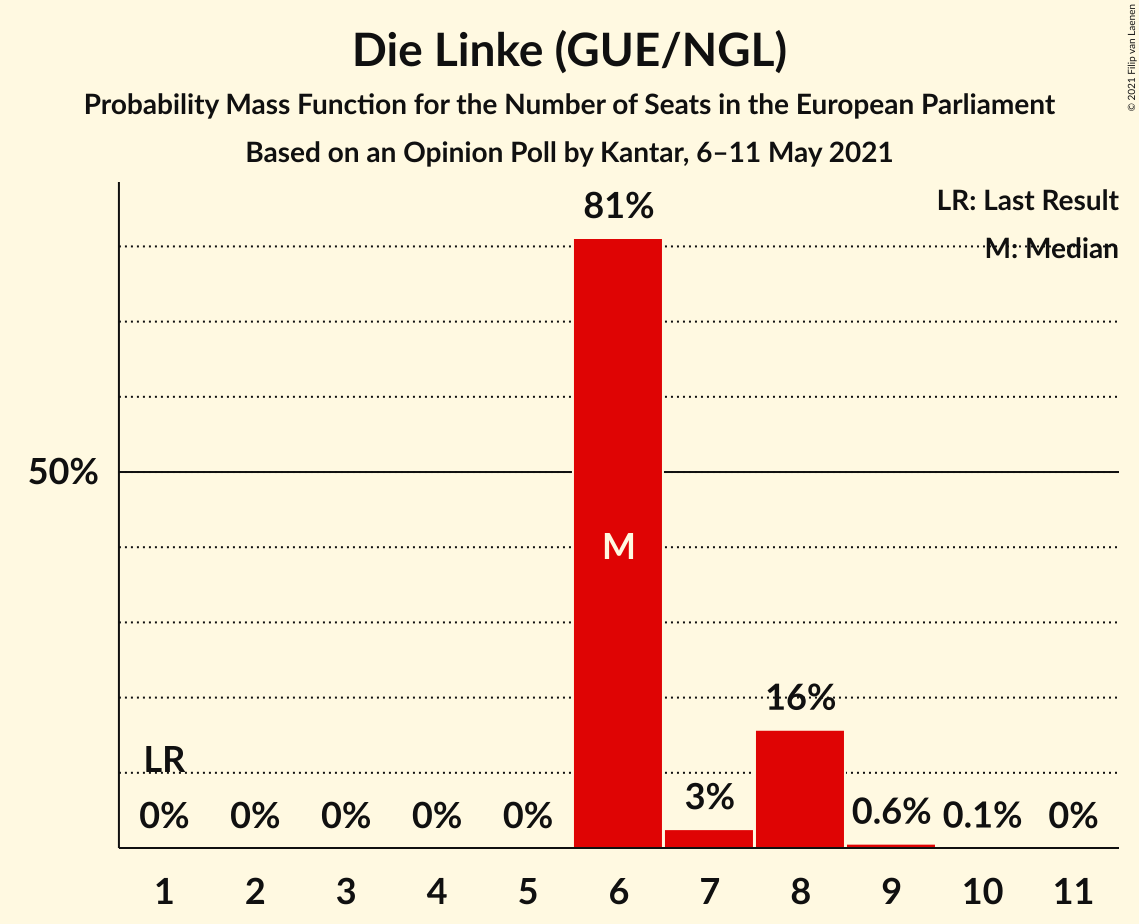 Die Linke (GUE/NGL)
Probability Mass Function for the Number of Seats in the European Parliament
Based on an Opinion Poll by Kantar, 6–11 May 2021
© 2021 Filip van Laenen
LR: Last Result
M: Median
81%
50%
M
16%
LR
3%
0% 0% 0% 0% 0% 0.6% 0.1% 0%
1 2 3 4 5 6 7 8 9 10 11